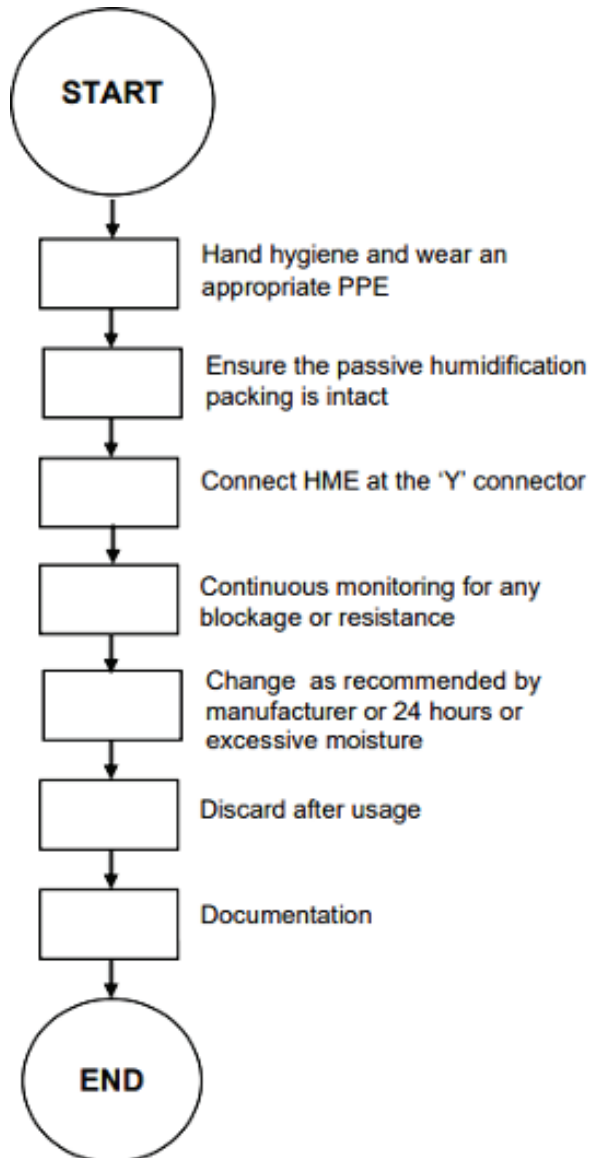 START
Hand hygiene and wear an
appropriate PPE
Ensure the passive humidification
packing is intact
Connect HME at the ‘Y’ connector
Continuous monitoring for any
blockage or resistance
Change as recommended by
manufacturer or 24 hours or
excessive moisture
Discard after usage
Documentation
END